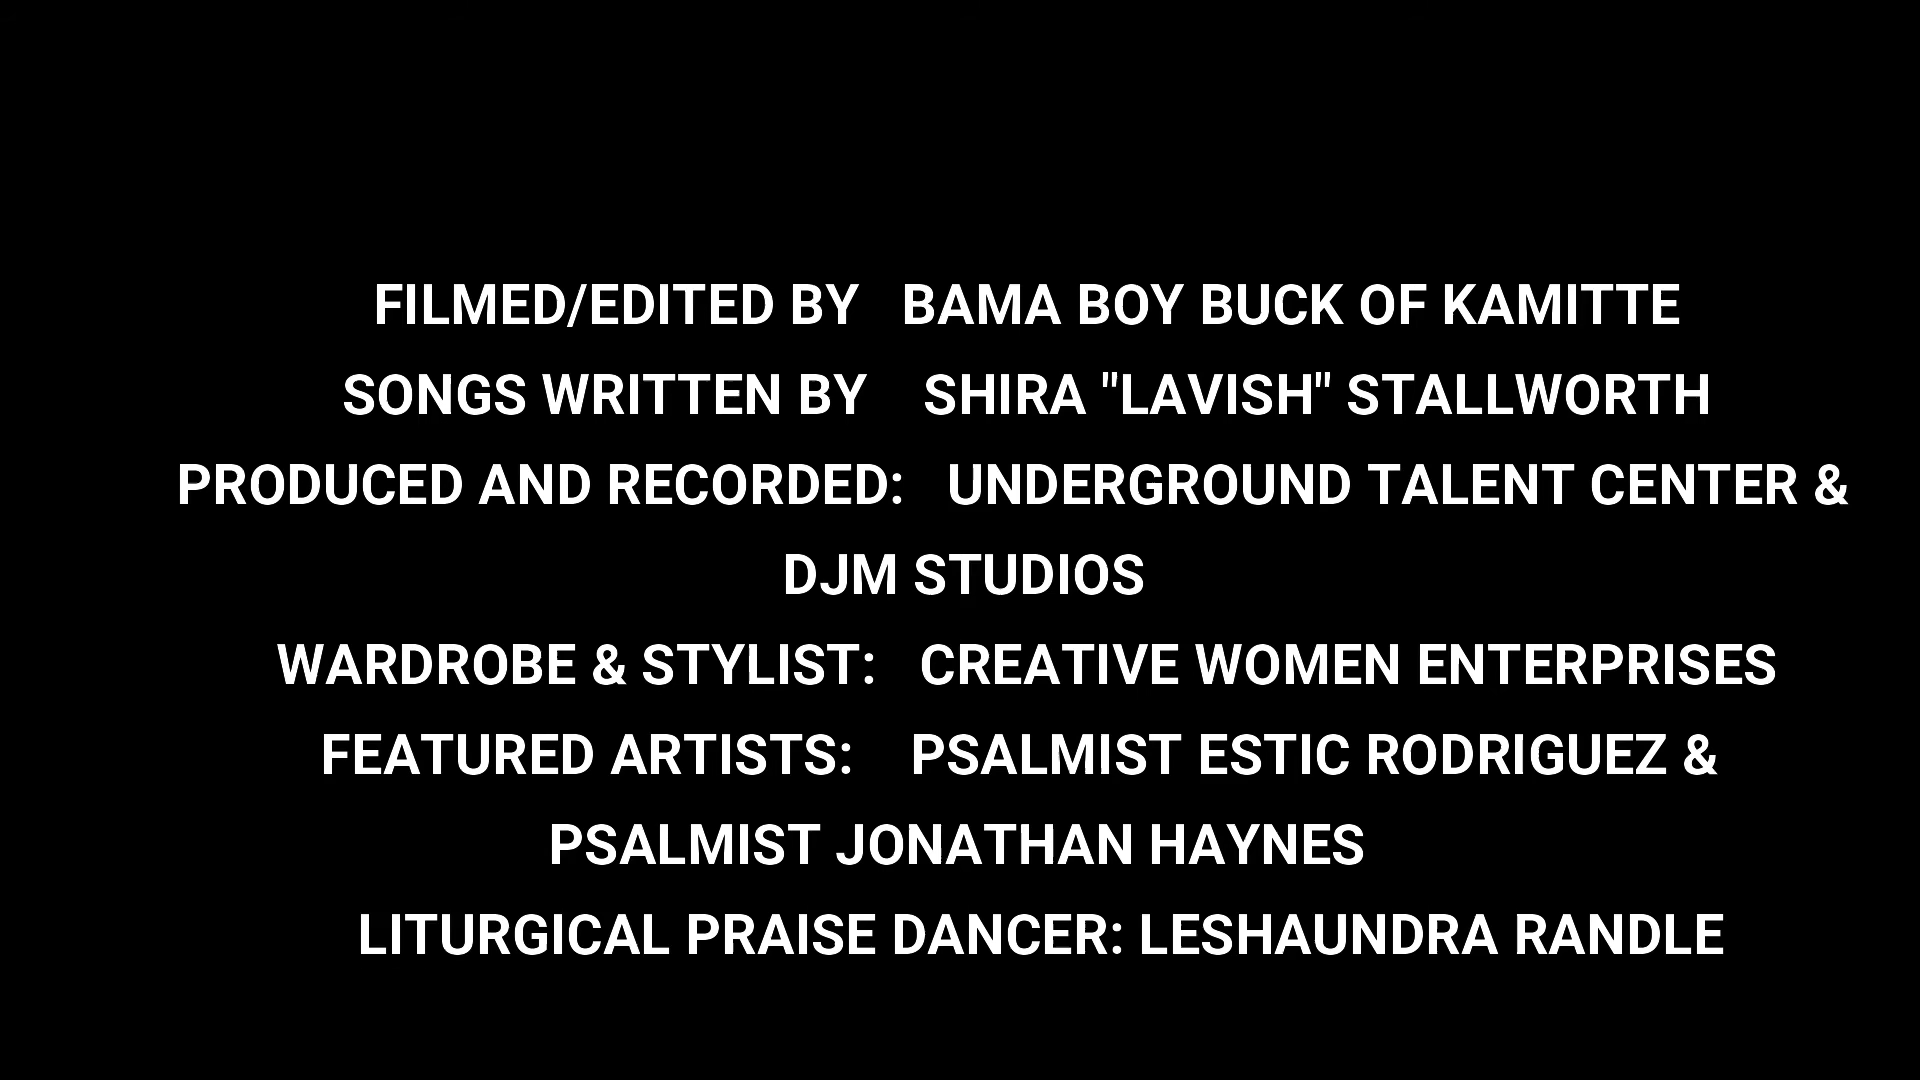 FILMED/EDITED BY   BAMA BOY BUCK OF KAMITTE
SONGS WRITTEN BY    SHIRA "LAVISH" STALLWORTH
PRODUCED AND RECORDED:   UNDERGROUND TALENT CENTER &
DJM STUDIOS
WARDROBE & STYLIST:   CREATIVE WOMEN ENTERPRISES
FEATURED ARTISTS:    PSALMIST ESTIC RODRIGUEZ &
PSALMIST JONATHAN HAYNES
LITURGICAL PRAISE DANCER: LESHAUNDRA RANDLE